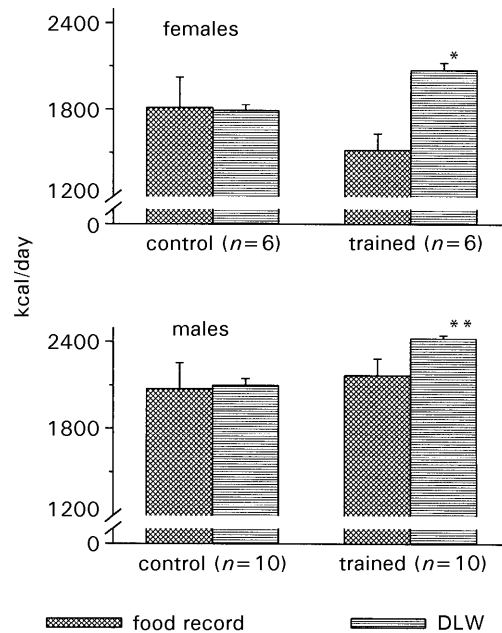 2400
females
*
1800
1200
0
control (n=6) trained (n=6)
kcal/day
males
**
2400
1800
1200
0
control (n=10) trained (n=10)
food record DLW